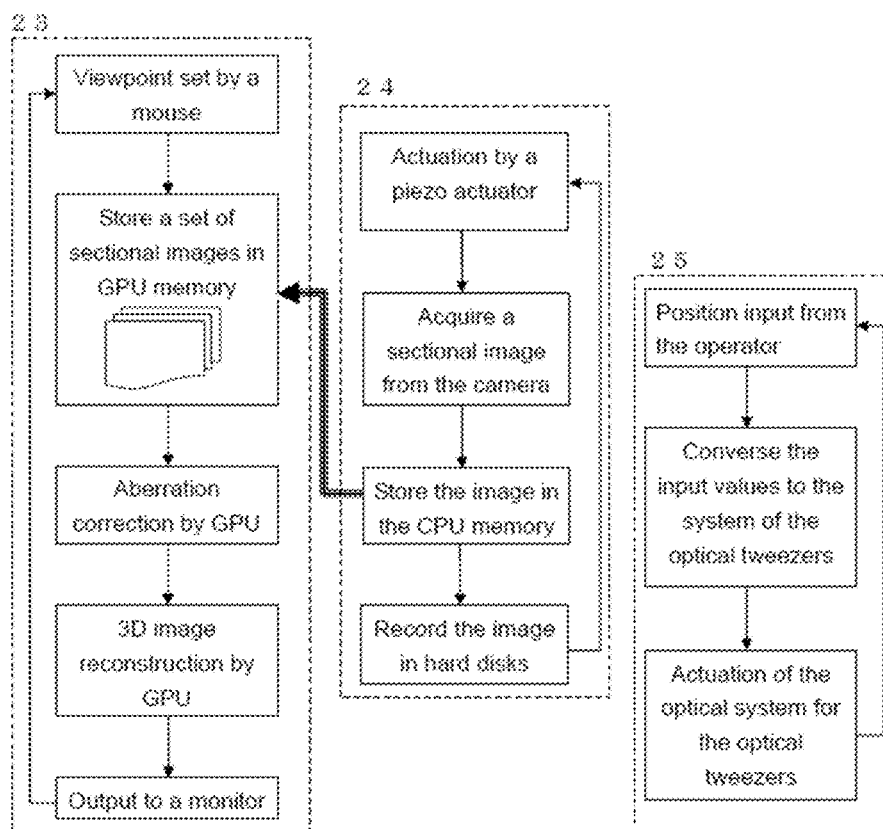 2 3
Viewpoint set by a
mouse
Store a set of
sectional images in
GPU memory
Aberration
correction by GPU
3D image
reconstruction by
GPU
Output to a monitor
2 4
Actuation by a
piezo actuator
Acquire a
sectional image
from the camera
Store the image in
the CPU memory
Record the image
in hard disks
2 5
Position input from
the operator
Converse the
input values to the
system of the
optical tweezers
Actuation of the
optical system for
the optical
tweezers